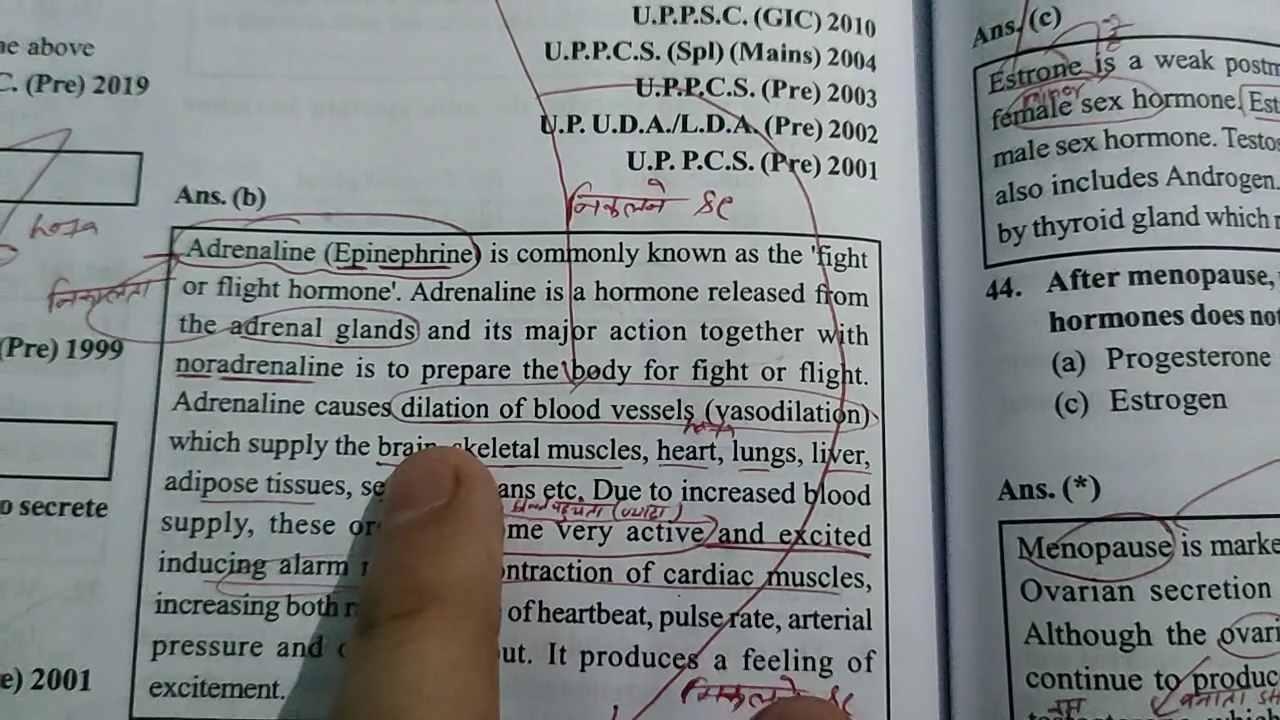 ne above
C. (Pre) 2019
होता
निकालता
(Pre) 1999
o secrete
e) 2001
U.P.P.S.C. (GIC) 2010
U.P.P.C.S. (Spl) (Mains) 2004
U.P.P.C.S. (Pre) 2003
U.P. U.D.A./L.D.A. (Pre) 2002
U.P. P.C.S. (Pre) 2001
निकलने से
Ans. (b)
Adrenaline (Epinephrine) is commonly known as the 'fight
or flight hormone'. Adrenaline is a hormone released from
the adrenal glands and its major action together with
noradrenaline is to prepare the body for fight or flight.
Adrenaline causes dilation of blood vessels (vasodilation)
होता
which supply the brain, skeletal muscles, heart, lungs, liver,
adipose tissues, se ans etc. Due to increased blood
supply, these or me very active and excited
inducing alarm ntraction of cardiac muscles,
increasing both of heartbeat, pulse rate, arterial
pressure and ut. It produces a feeling of
excitement.
निकलने से
Ans. (c)
Estrone is a weak postm
minor
female sex hormone. Est
male sex hormone. Testos
also includes Androgen.
by thyroid gland which
44. After menopause,
hormones does not
(a) Progesterone
(c) Estrogen
Ans. (*)
Menopause is marke
Ovarian secretion
Although the ovari
continue to produc